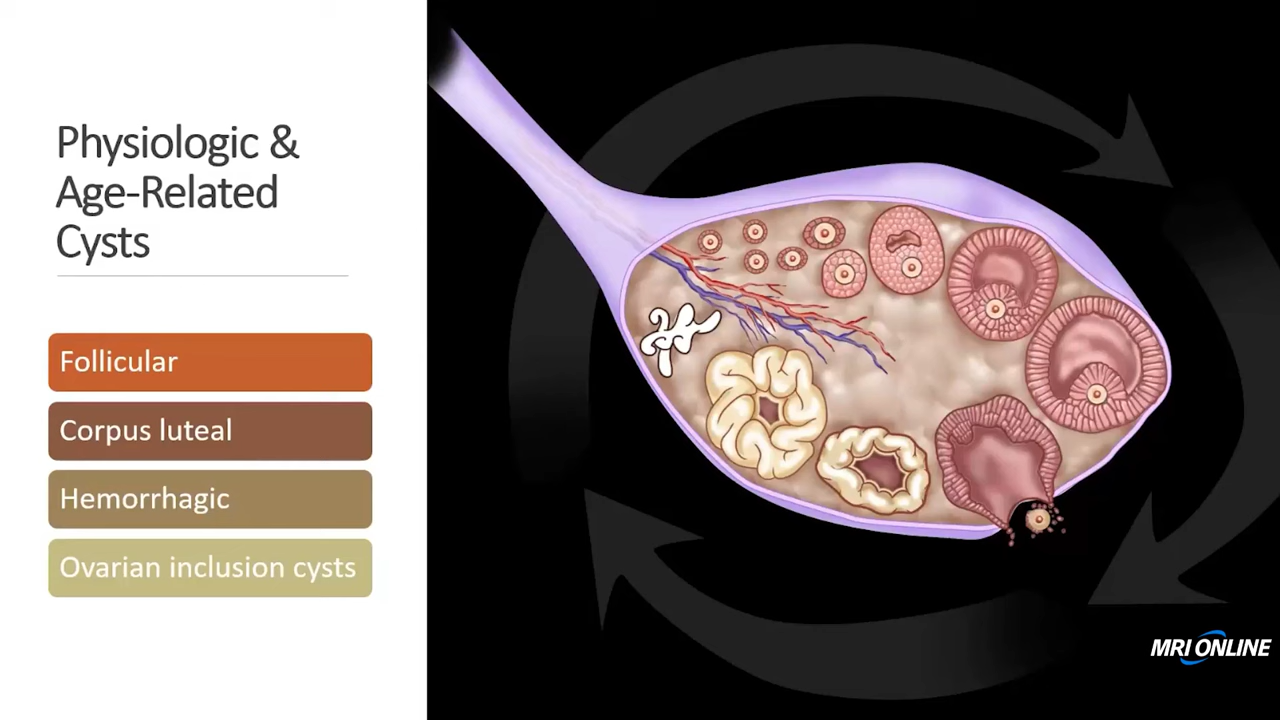 Physiologic &
Age-Related
Cysts
Follicular
Corpus luteal
Hemorrhagic
Ovarian inclusion cysts
MRI ONLINE